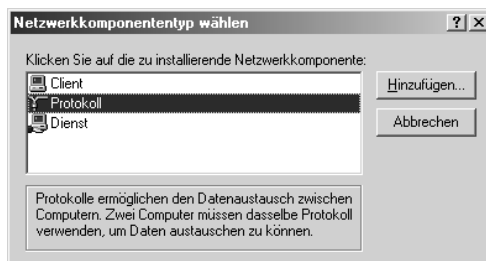 Netzwerkkomponententyp wählen
Klicken Sie auf die zu installierende Netzwerkkomponente:
Client
Protokoll
Dienst
Hinzufügen...
Abbrechen
Protokolle ermöglichen den Datenaustausch zwischen
Computern. Zwei Computer müssen dasselbe Protokoll
verwenden, um Daten austauschen zu können.